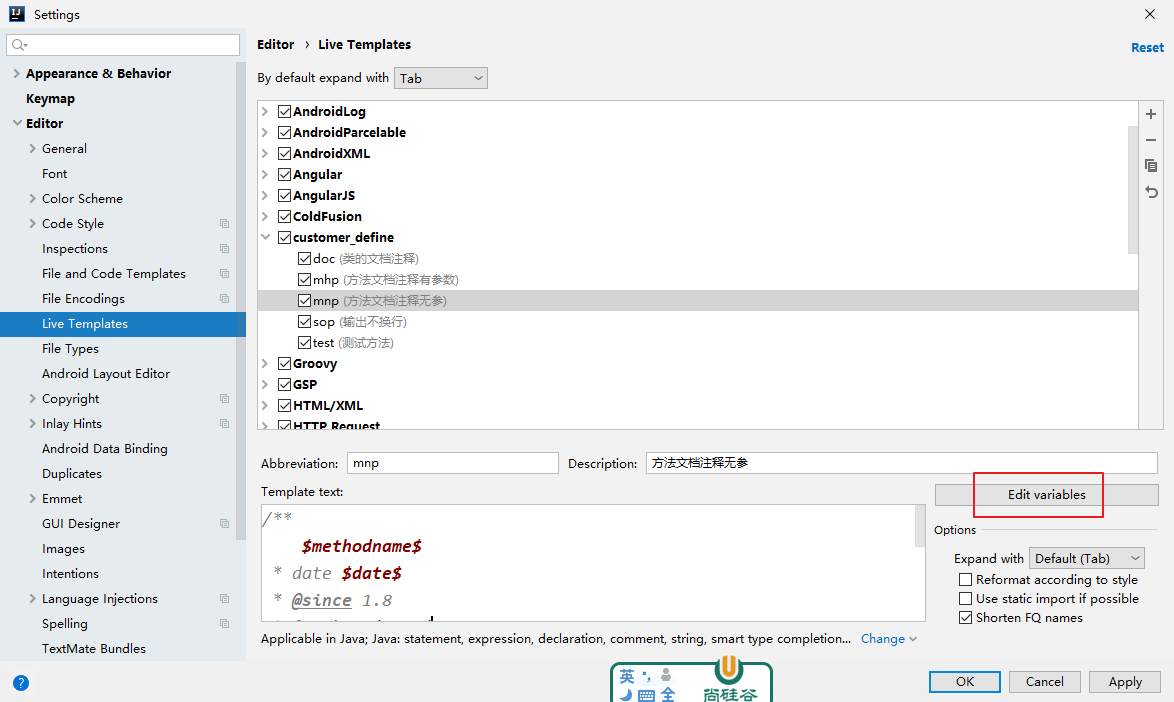 Settings
Appearance & Behavior
Keymap
Editor
General
Font
Color Scheme
Code Style
Inspections
File and Code Templates
File Encodings
Live Templates
File Types
Android Layout Editor
Copyright
Inlay Hints
Android Data Binding
Duplicates
Emmet
GUI Designer
Images
Intentions
Language Injections
Spelling
TextMate Bundles
Editor › Live Templates
Reset
By default expand with Tab
AndroidLog
AndroidParcelable
AndroidXML
Angular
AngularJS
ColdFusion
customer_define
doc (类的文档注释)
mhp (方法文档注释有参数)
mnp (方法文档注释无参)
sop (输出不换行)
test (测试方法)
Groovy
GSP
HTML/XML
HTTP Request
Abbreviation: mnp Description: 方法文档注释无参
Template text:
Edit variables
/**
$methodname$
* date $date$
* @since 1.8
Options
Expand with Default (Tab)
Reformat according to style
Use static import if possible
Shorten FQ names
Applicable in Java; Java: statement, expression, declaration, comment, string, smart type completion... Change
英
全
尚硅谷
OK Cancel Apply